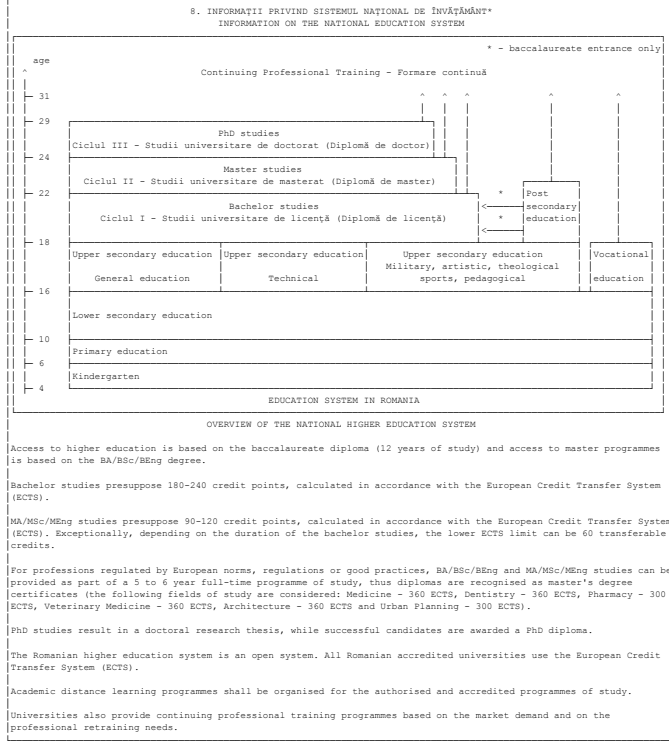 8. INFORMAŢII PRIVIND SISTEMUL NAŢIONAL DE ÎNVĂŢĂMÂNT*
INFORMATION ON THE NATIONAL EDUCATION SYSTEM
* - baccalaureate entrance only
age
Continuing Professional Training - Formare continuă
31
29
PhD studies
Ciclul III - Studii universitare de doctorat (Diplomă de doctor)
24
Master studies
Ciclul II - Studii universitare de masterat (Diplomă de master)
22
* Post
Bachelor studies
secondary
Ciclul I - Studii universitare de licenţă (Diplomă de licenţă)
* education
18
Upper secondary education Upper secondary education Upper secondary education Vocational
Military, artistic, theological
General education Technical sports, pedagogical education
16
Lower secondary education
10
Primary education
6
Kindergarten
4
EDUCATION SYSTEM IN ROMANIA
OVERVIEW OF THE NATIONAL HIGHER EDUCATION SYSTEM
Access to higher education is based on the baccalaureate diploma (12 years of study) and access to master programmes
is based on the BA/BSc/BEng degree.
Bachelor studies presuppose 180-240 credit points, calculated in accordance with the European Credit Transfer System
(ECTS).
MA/MSc/MEng studies presuppose 90-120 credit points, calculated in accordance with the European Credit Transfer System
(ECTS). Exceptionally, depending on the duration of the bachelor studies, the lower ECTS limit can be 60 transferable
credits.
For professions regulated by European norms, regulations or good practices, BA/BSc/BEng and MA/MSc/MEng studies can be
provided as part of a 5 to 6 year full-time programme of study, thus diplomas are recognised as master's degree
certificates (the following fields of study are considered: Medicine - 360 ECTS, Dentistry - 360 ECTS, Pharmacy - 300
ECTS, Veterinary Medicine - 360 ECTS, Architecture - 360 ECTS and Urban Planning - 300 ECTS).
PhD studies result in a doctoral research thesis, while successful candidates are awarded a PhD diploma.
The Romanian higher education system is an open system. All Romanian accredited universities use the European Credit
Transfer System (ECTS).
Academic distance learning programmes shall be organised for the authorised and accredited programmes of study.
Universities also provide continuing professional training programmes based on the market demand and on the
professional retraining needs.